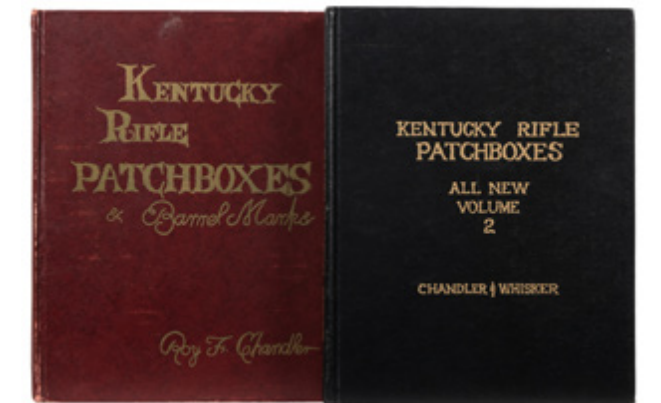 KENTUCKY
RIFLE
PATCHBOXES
& Barrel Marks
Roy F. Chandler
KENTUCKY RIFLE
PATCHBOXES
ALL NEW
VOLUME
2
CHANDLER & WHISKER